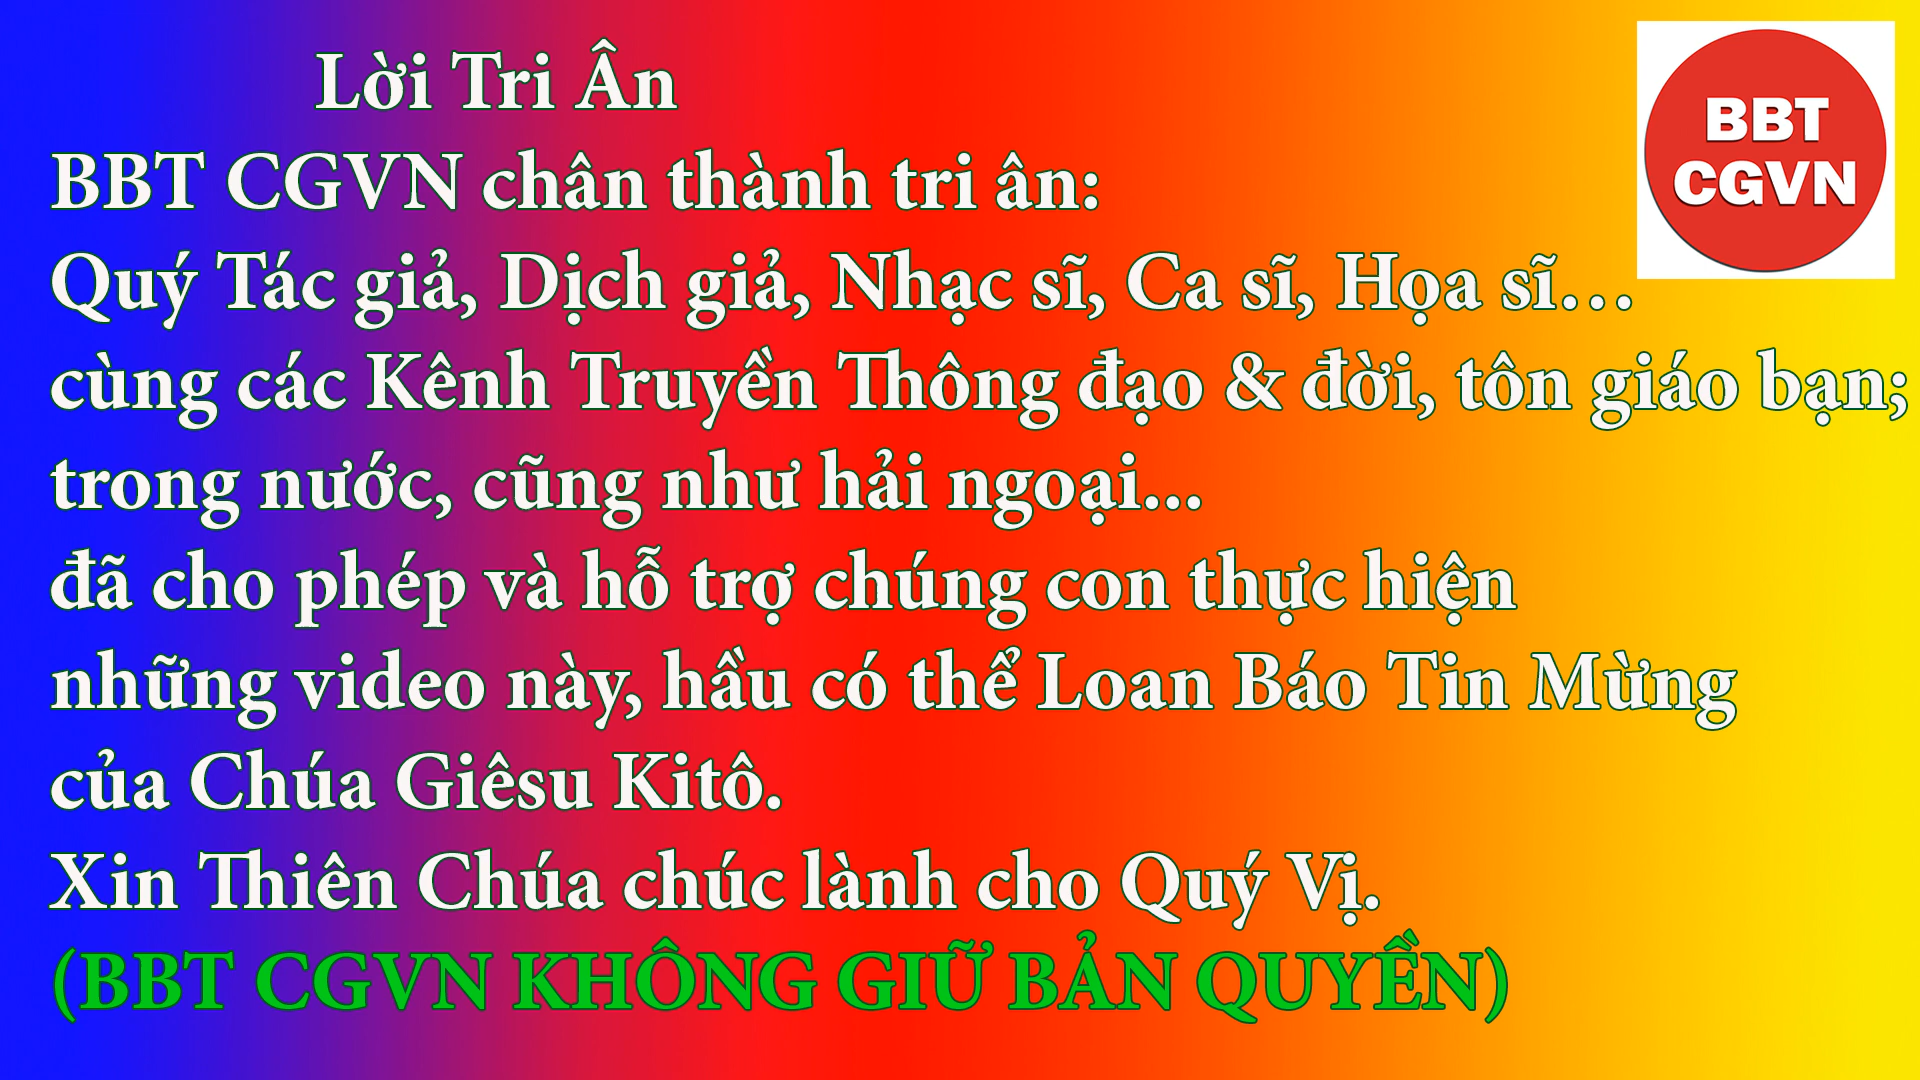 Lời Tri Ân
BBT
CGVN
BBT CGVN chân thành tri ân:
Quý Tác giả, Dịch giả, Nhạc sĩ, Ca sĩ, Họa sĩ…
cùng các Kênh Truyền Thông đạo & đời, tôn giáo bạn;
trong nước, cũng như hải ngoại...
đã cho phép và hỗ trợ chúng con thực hiện
những video này, hầu có thể Loan Báo Tin Mừng
của Chúa Giêsu Kitô.
Xin Thiên Chúa chúc lành cho Quý Vị.
(BBT CGVN KHÔNG GIỮ BẢN QUYỀN)